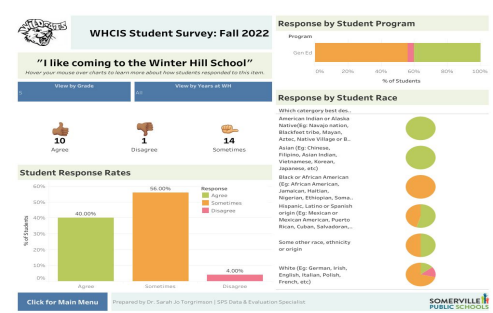 WHCIS Student Survey: Fall 2022
"I like coming to the Winter Hill School"
Hover your mouse over charts to learn more about how students responded to this item.
View by Grade
View by Years at WH
10
Agree
1
Disagree
14
Sometimes
Student Response Rates
% of Students
60%
50%
40%
30%
20%
10%
0%
40.00%
56.00%
4.00%
Response
Agree
Sometimes
Disagree
Agree
Sometimes
Disagree
Response by Student Program
Program
Gen Ed
0%
20%
40%
60%
80%
100%
% of Students
Response by Student Race
Which catergory best des..
American Indian or Alaska
Native(Eg: Navajo nation,
Blackfeet tribe, Mayan,
Aztec, Native Village or B..
Asian (Eg: Chinese,
Filipino, Asian Indian,
Vietnamese, Korean,
Japanese, etc)
Black or African American
(Eg: African American,
Jamaican, Haitian,
Nigerian, Ethiopian, Soma..
Hispanic, Latino or Spanish
origin (Eg: Mexican or
Mexican American, Puerto
Rican, Cuban, Salvadoran,..
Some other race, ethnicity
or origin
White (Eg: German, Irish,
English, Italian, Polish,
French, etc)
Click for Main Menu
Prepared by Dr. Sarah Jo Torgrimson | SPS Data & Evaluation Specialist
SOMERVILLE
PUBLIC SCHOOLS